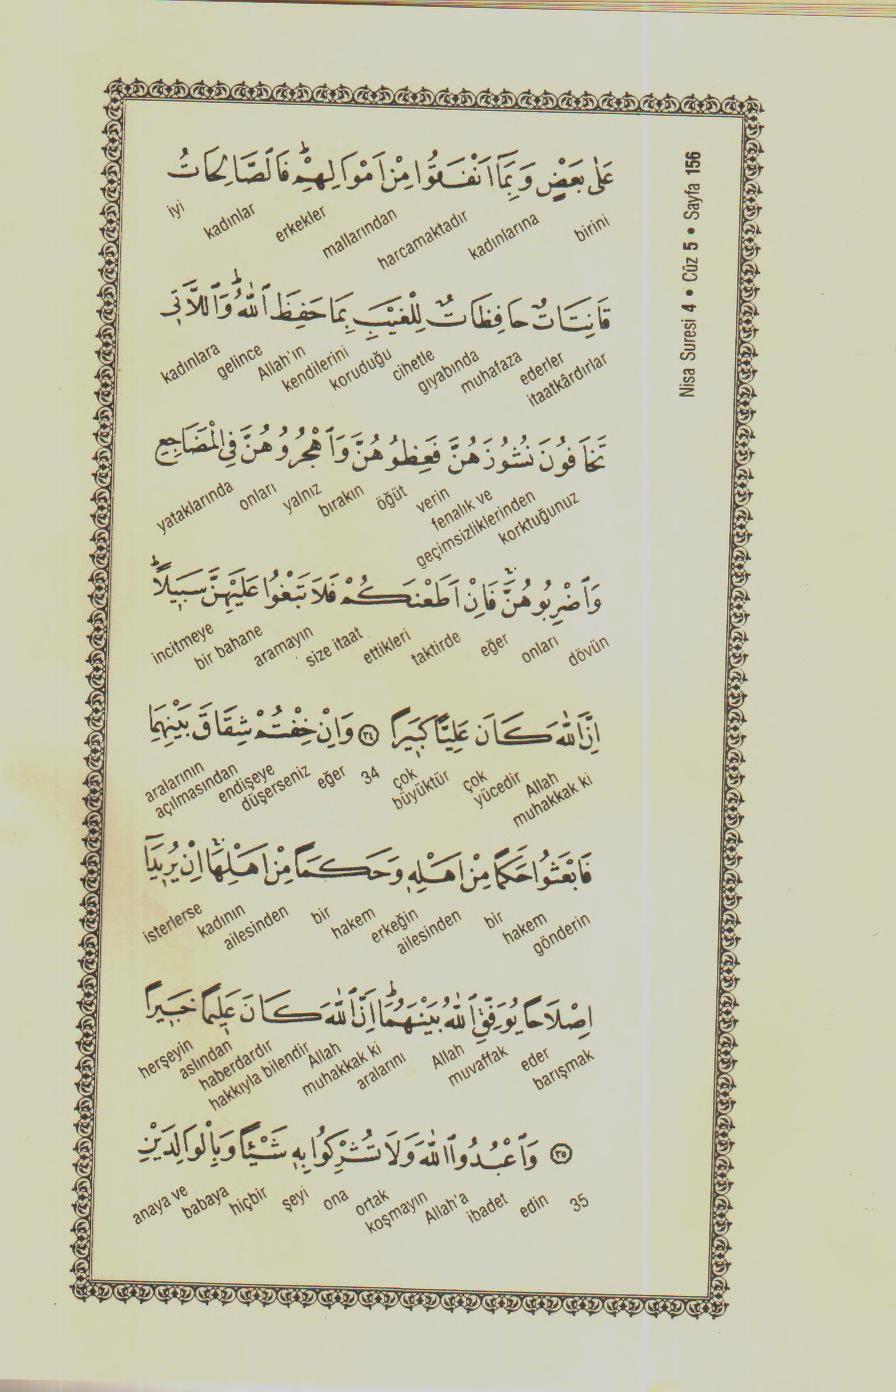 Nisa Suresi 4 • Cüz 5 • Sayfa 156
عَلٰى بَعْضٍ وَبِمَٓا اَنْفَقُوا مِنْ اَمْوَالِهِمْۜ فَالصَّالِحَاتُ
iyi kadınlar erkekler mallarından harcamaktadır kadınlarına birini
قَانِتَاتٌ حَافِظَاتٌ لِلْغَيْبِ بِمَا حَفِظَ اللّٰهُۜ وَاللَّاتٖي
kadınlara gelince Allah'ın kendilerini koruduğu cihetle gıyabında muhafaza ederler itaatkârdırlar
تَخَافُونَ نُشُوزَهُنَّ فَعِظُوهُنَّ وَاهْجُرُوهُنَّ فِي الْمَضَاجِعِ
yataklarında onları yalnız bırakın öğüt verin fenalık ve geçimsizliklerinden korktuğunuz
وَاضْرِبُوهُنَّۚ فَاِنْ اَطَعْنَكُمْ فَلَا تَبْغُوا عَلَيْهِنَّ سَبٖيلًاۜ
incitmeye bir bahane aramayın size itaat ettikleri taktirde eğer onları dövün
اِنَّ اللّٰهَ كَانَ عَلِيًّا كَبٖيرًا ﴿٣٤﴾ وَاِنْ خِفْتُمْ شِقَاقَ بَيْنِهِمَا
aralarının açılmasından endişeye düşerseniz eğer 34 çok büyüktür çok yücedir Allah muhakkak ki
فَابْعَثُوا حَكَمًا مِنْ اَهْلِهٖ وَحَكَمًا مِنْ اَهْلِهَاۚ اِنْ يُرٖيدَٓا
isterlerse kadının ailesinden bir hakem erkeğin ailesinden bir hakem gönderin
اِصْلَاحًا يُوَفِّقِ اللّٰهُ بَيْنَهُمَاۜ اِنَّ اللّٰهَ كَانَ عَلٖيمًا خَبٖيرًا
herşeyin aslından haberdardır hakkıyla bilendir Allah muhakkak ki aralarını Allah muvaffak eder barışmak
﴿٣٥﴾ وَاعْبُدُوا اللّٰهَ وَلَا تُشْرِكُوا بِهٖ شَيْـًٔا وَبِالْوَالِدَيْنِ
anaya ve babaya hiçbir şeyi ona ortak koşmayın Allah'a ibadet edin 35